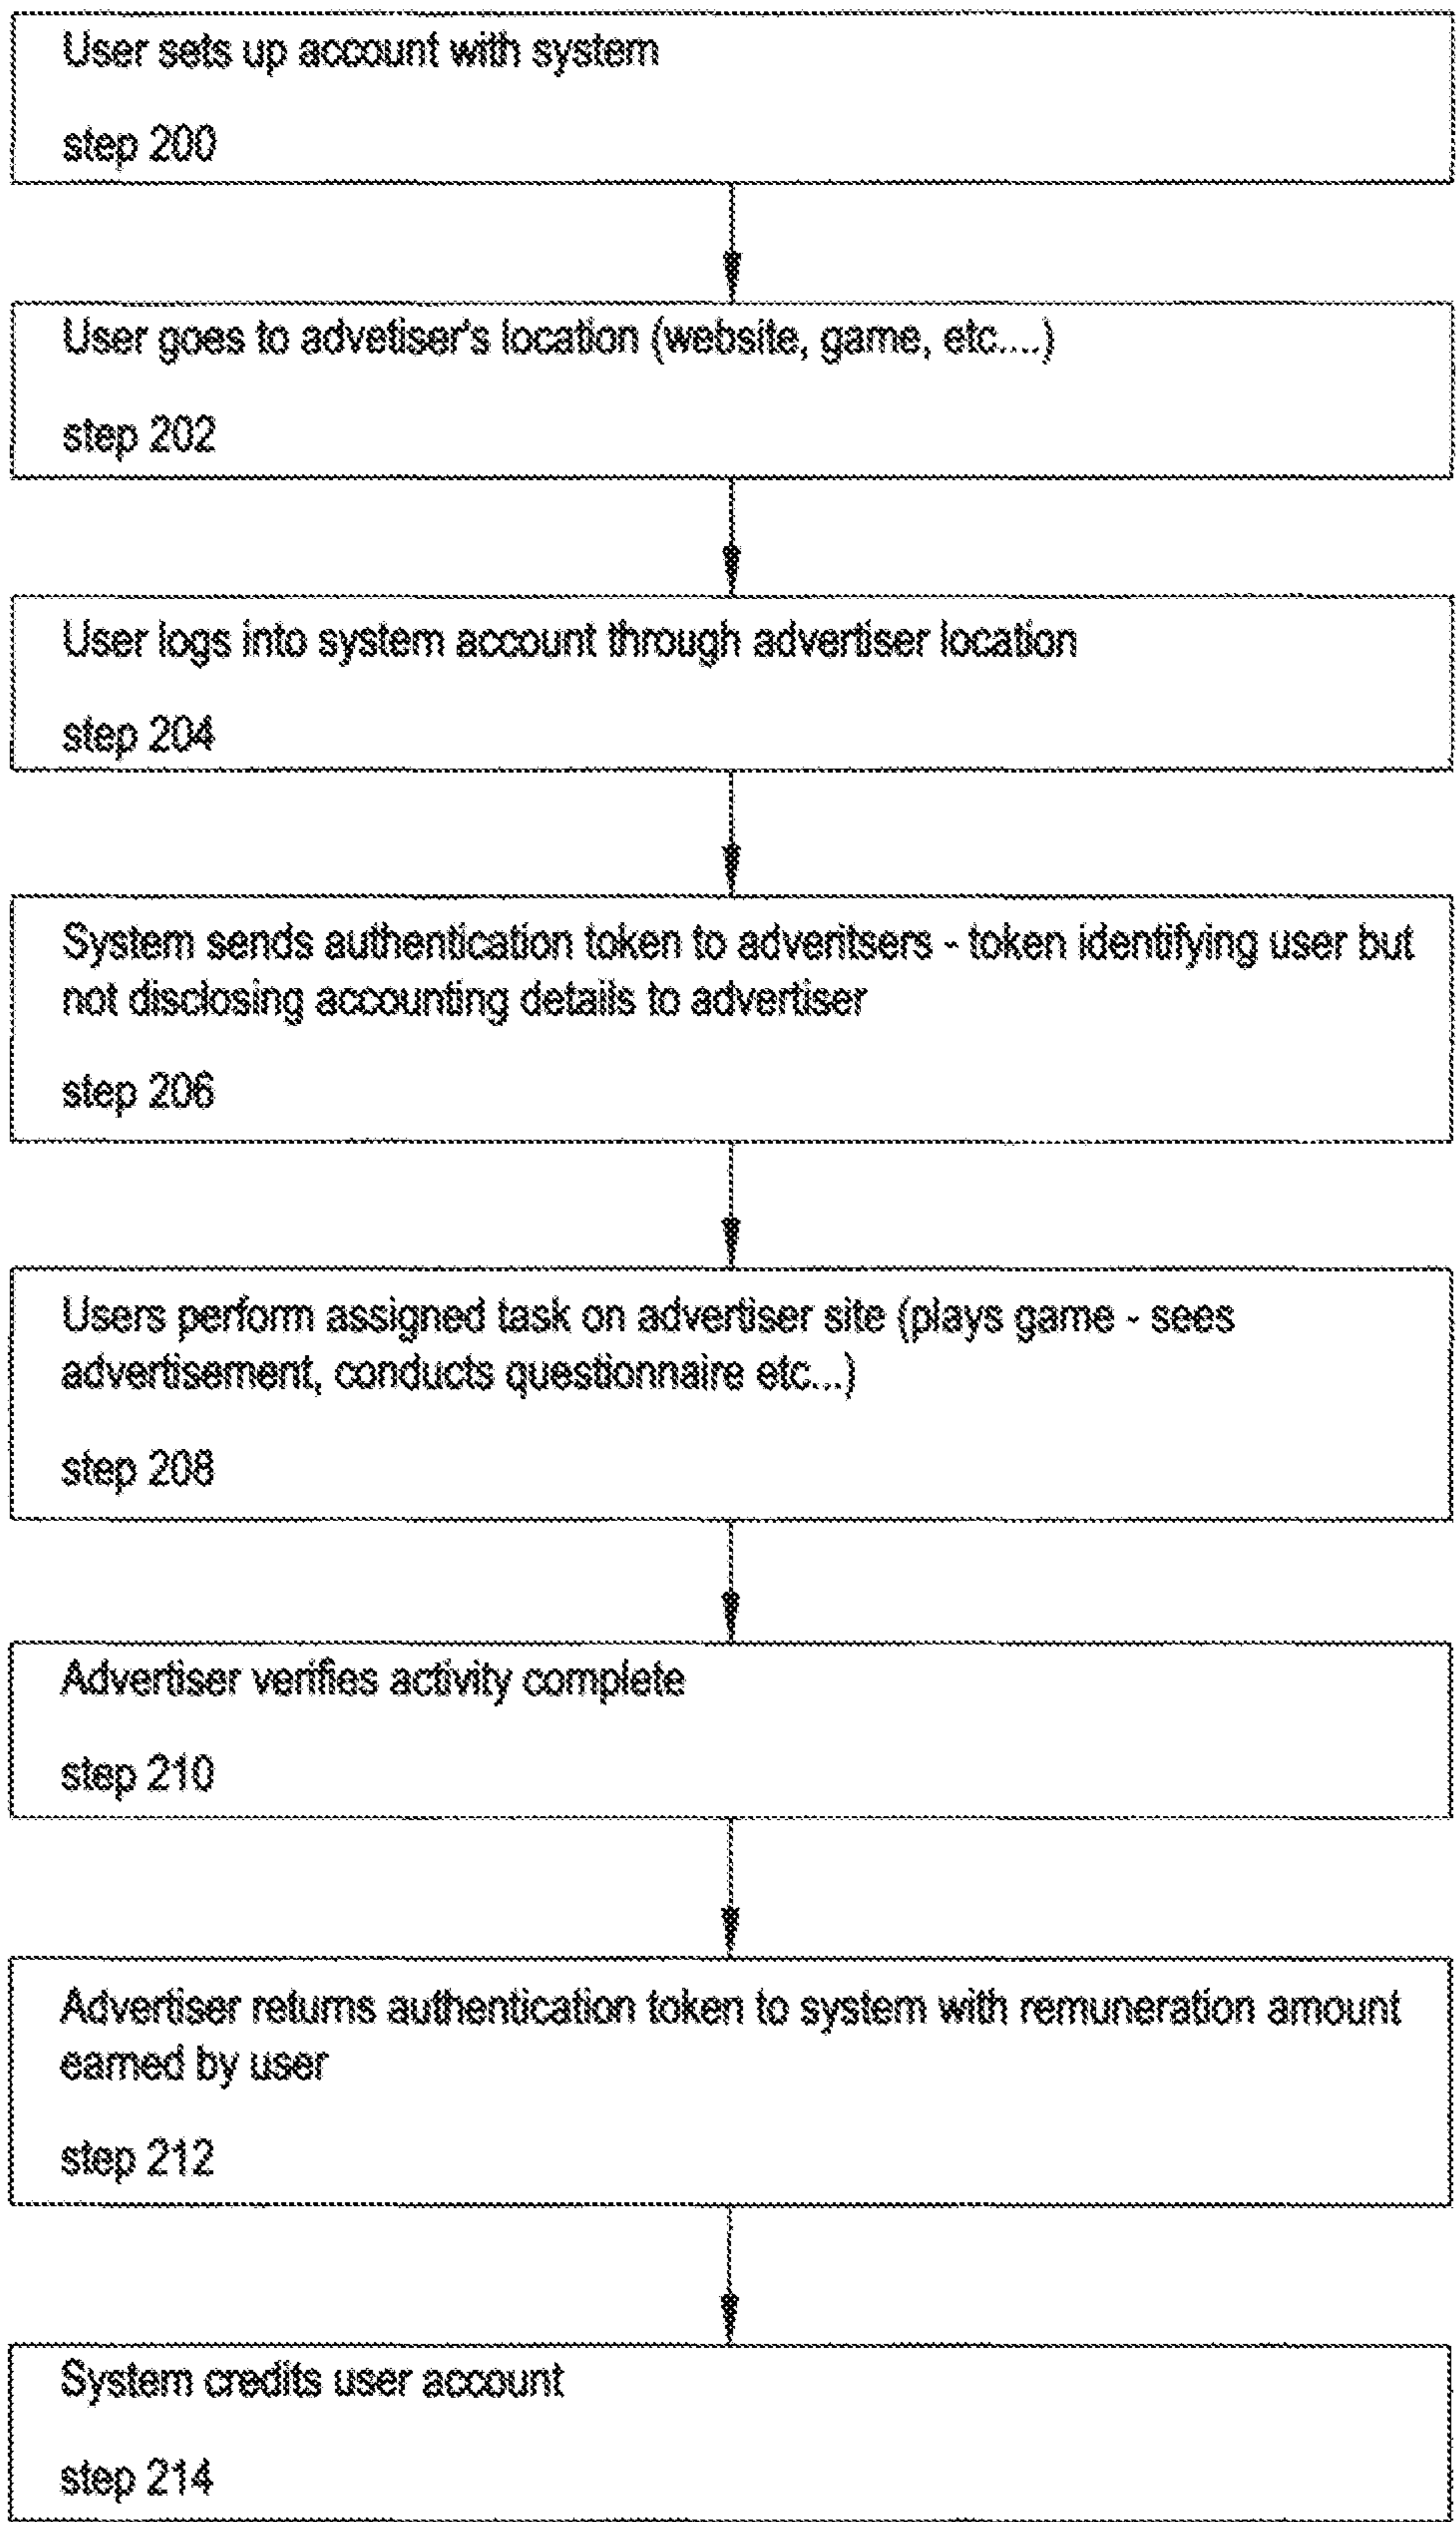 User sets up account with system
step 200
User goes to advetiser's location (website, game, etc....)
step 202
User logs into system account through advertiser location
step 204
System sends authentication token to adveritsers - token identifying user but
not disclosing accounting details to advertiser
step 206
Users perform assigned task on advertiser site (plays game - sees
advertisement, conducts questionnaire etc...)
step 208
Advertiser verifies activity complete
step 210
Advertiser returns authentication token to system with remuneration amount
earned by user
step 212
System credits user account
step 214